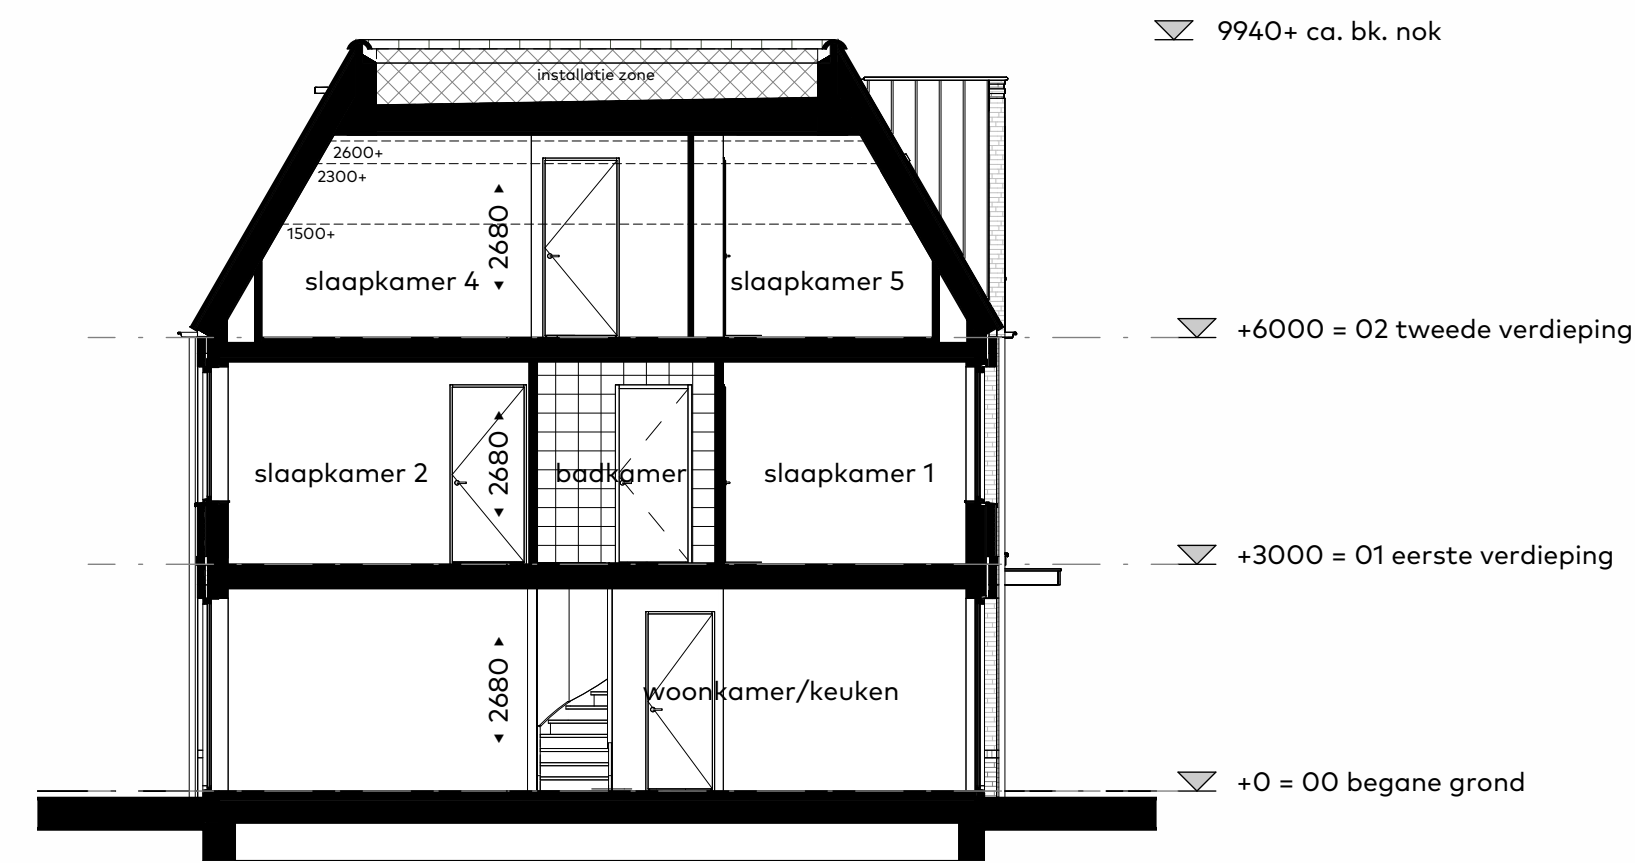 9940+ ca. bk. nok
installatie zone
2600+
2300+
1500+
2680
slaapkamer 4
slaapkamer 5
+6000 = 02 tweede verdieping
2680
slaapkamer 2
badkamer
slaapkamer 1
+3000 = 01 eerste verdieping
2680
woonkamer/keuken
+0 = 00 begane grond